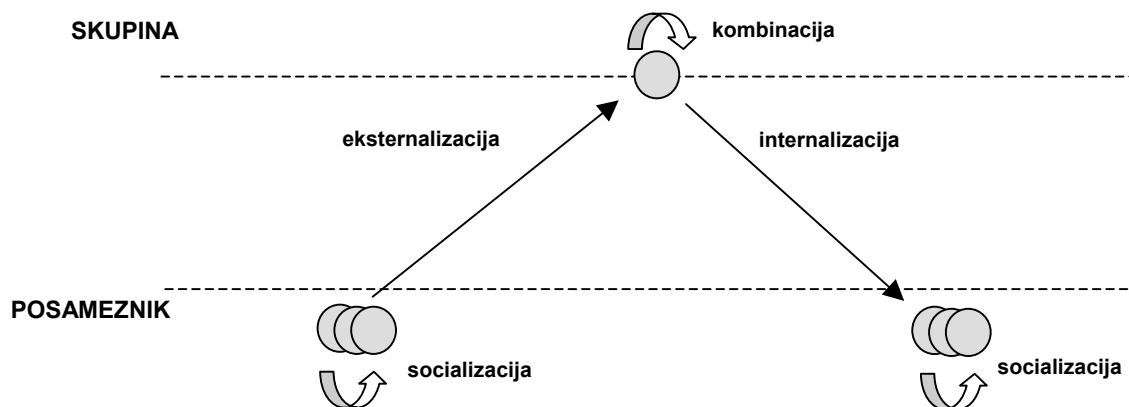 SKUPINA
kombinacija
eksternalizacija
internalizacija
POSAMEZNIK
socializacija
socializacija